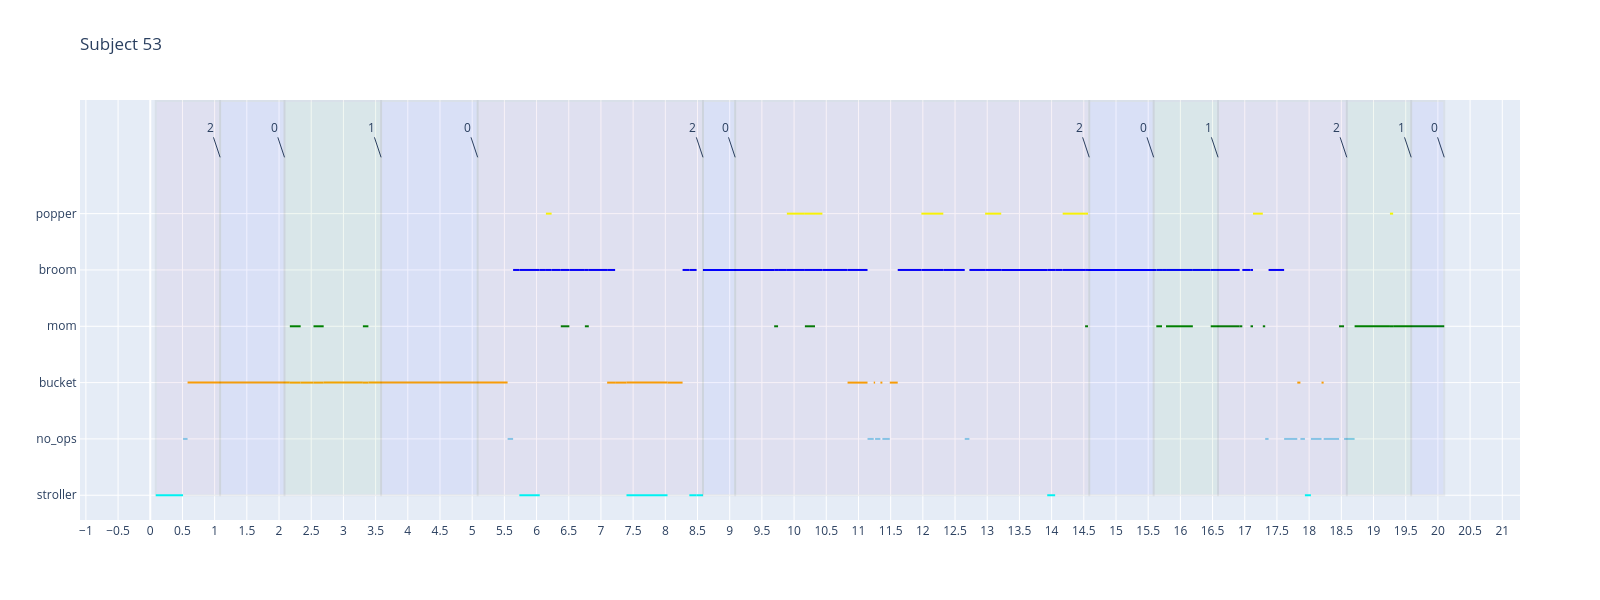 Subject 53
2 0 1 0 2 0 2 0 1 2 1 0
popper
broom
mom
bucket
no_ops
stroller
−1 −0.5 0 0.5 1 1.5 2 2.5 3 3.5 4 4.5 5 5.5 6 6.5 7 7.5 8 8.5 9 9.5 10 10.5 11 11.5 12 12.5 13 13.5 14 14.5 15 15.5 16 16.5 17 17.5 18 18.5 19 19.5 20 20.5 21